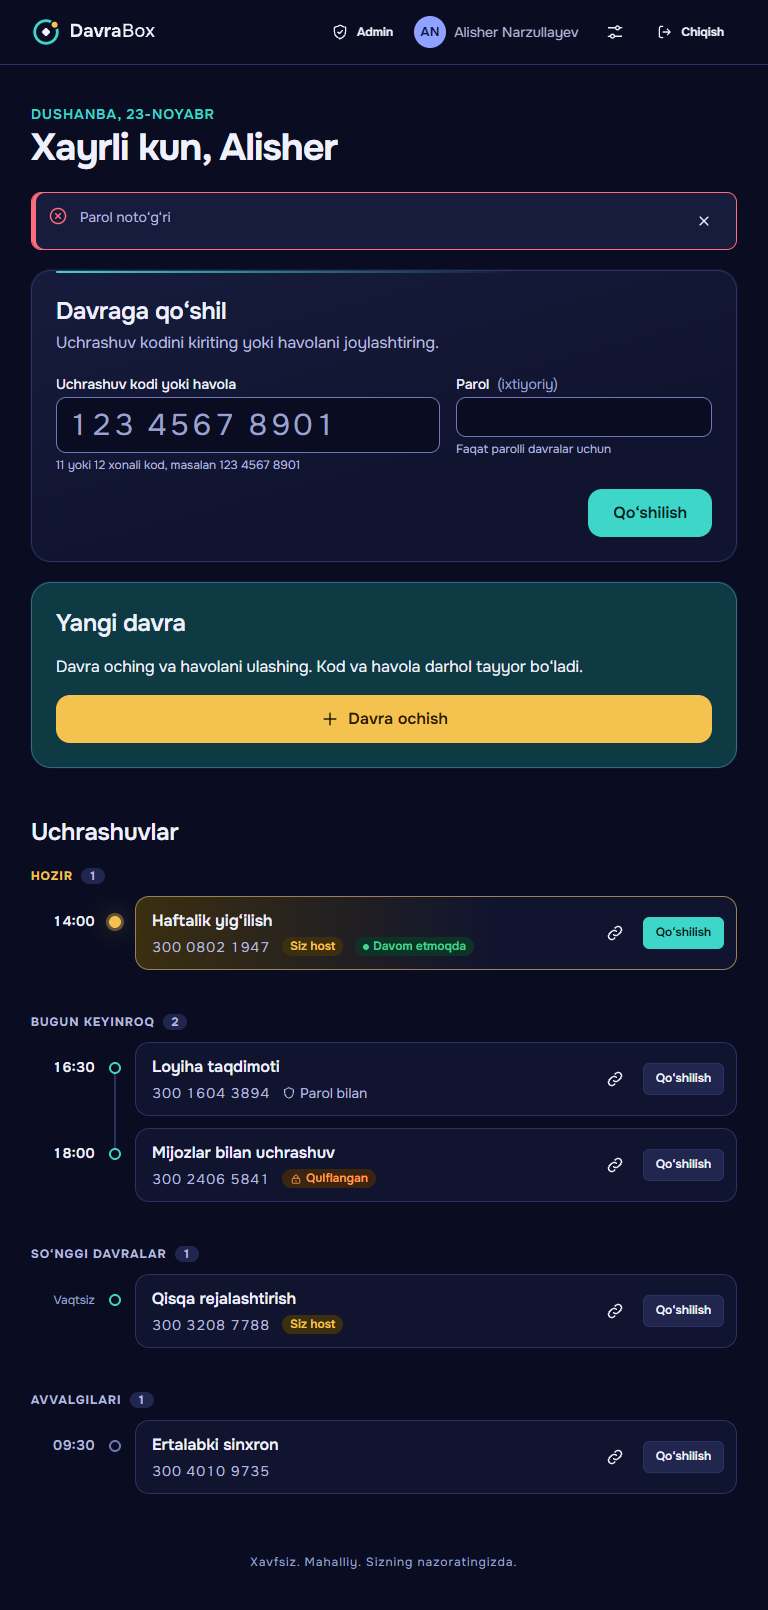 DavraBox
Admin
AN Alisher Narzullayev
Chiqish
DUSHANBA, 23-NOYABR
Xayrli kun, Alisher
Parol noto‘g‘ri
Davraga qo‘shil
Uchrashuv kodini kiriting yoki havolani joylashtiring.
Uchrashuv kodi yoki havola
123 4567 8901
11 yoki 12 xonali kod, masalan 123 4567 8901
Parol (ixtiyoriy)
Faqat parolli davralar uchun
Qo‘shilish
Yangi davra
Davra oching va havolani ulashing. Kod va havola darhol tayyor bo‘ladi.
Davra ochish
Uchrashuvlar
HOZIR 1
14:00
Haftalik yig‘ilish
300 0802 1947 Siz host Davom etmoqda
Qo‘shilish
BUGUN KEYINROQ 2
16:30
Loyiha taqdimoti
300 1604 3894 Parol bilan
Qo‘shilish
18:00
Mijozlar bilan uchrashuv
300 2406 5841 Qulflangan
Qo‘shilish
SO‘NGGI DAVRALAR 1
Vaqtsiz
Qisqa rejalashtirish
300 3208 7788 Siz host
Qo‘shilish
AVVALGILARI 1
09:30
Ertalabki sinxron
300 4010 9735
Qo‘shilish
Xavfsiz. Mahalliy. Sizning nazoratingizda.